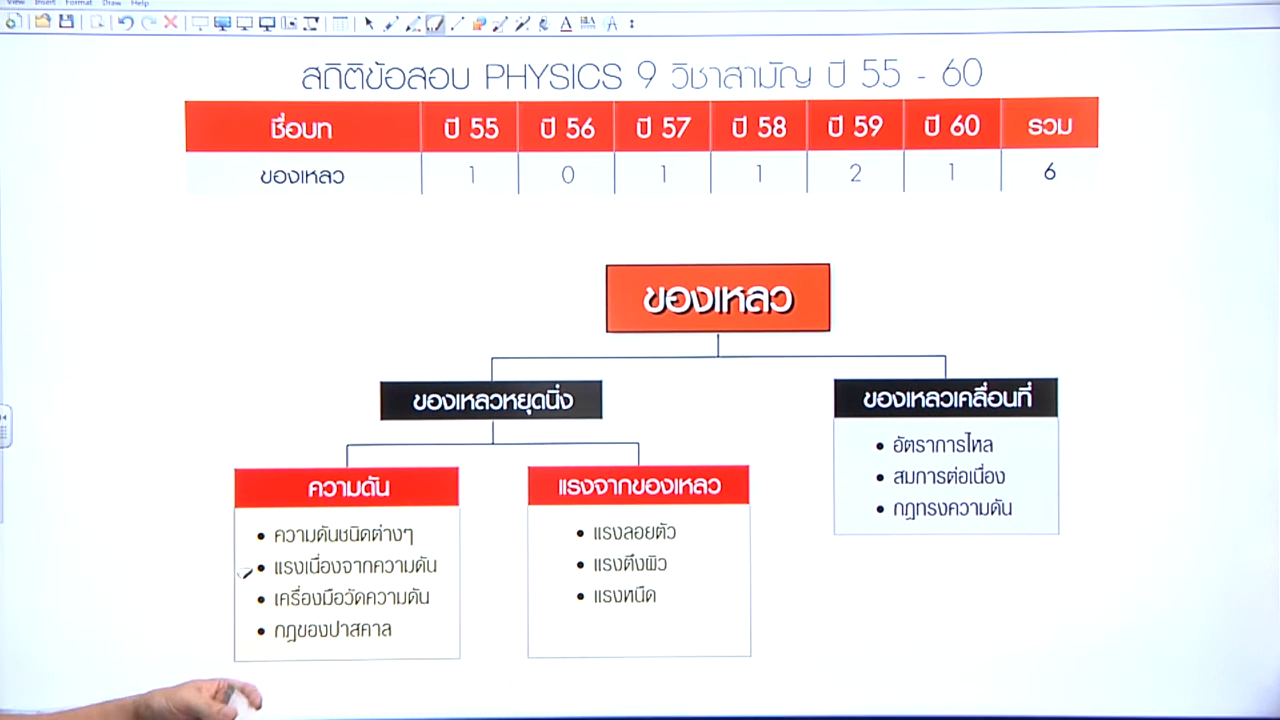 View Insert Format Draw Help
สถิติข้อสอบ PHYSICS 9 วิชาสามัญ ปี 55 - 60
ชื่อบท ปี 55 ปี 56 ปี 57 ปี 58 ปี 59 ปี 60 รวม
ของเหลว 1 0 1 1 2 1 6
ของเหลว
ของเหลวหยุดนิ่ง
ของเหลวเคลื่อนที่
• อัตราการไหล
• สมการต่อเนื่อง
• กฎทรงความดัน
ความดัน
• ความดันชนิดต่างๆ
• แรงเนื่องจากความดัน
• เครื่องมือวัดความดัน
• กฎของปาสคาล
แรงจากของเหลว
• แรงลอยตัว
• แรงตึงผิว
• แรงหนืด